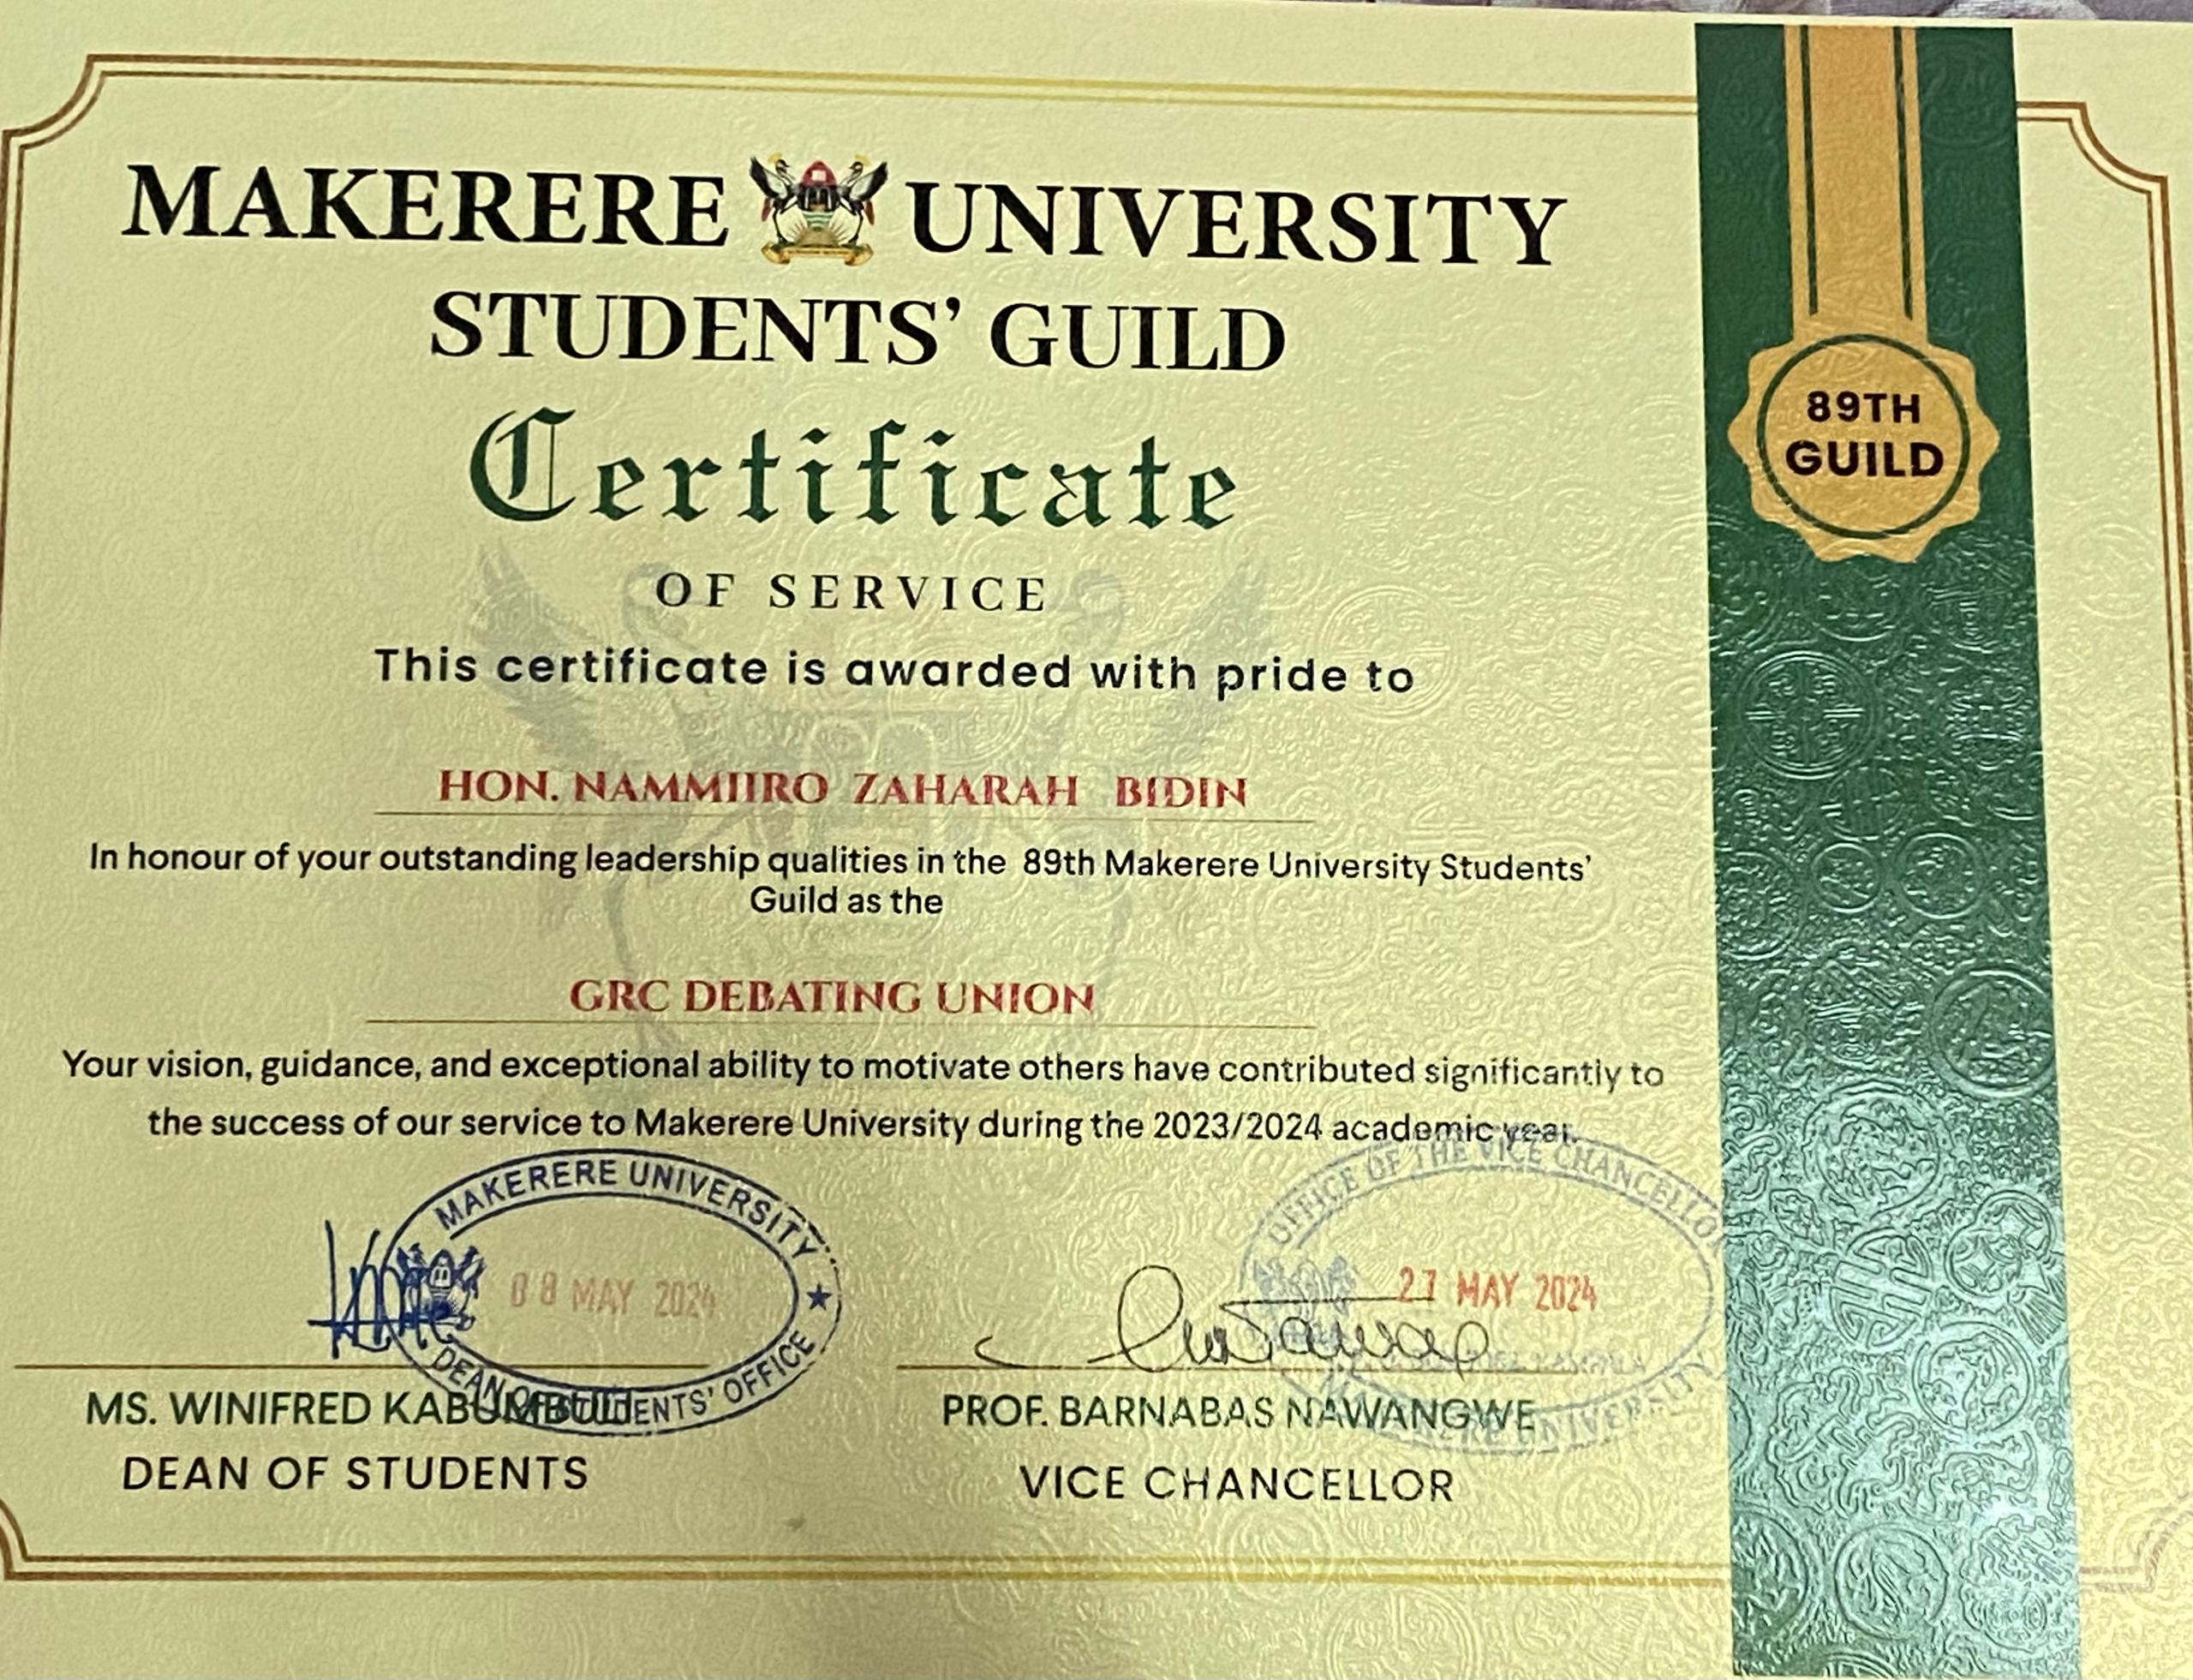 MAKERERE UNIVERSITY
STUDENTS' GUILD
Certificate
OF SERVICE
This certificate is awarded with pride to
HON. NAMMIIRO ZAHARAH BIDIN
In honour of your outstanding leadership qualities in the 89th Makerere University Students'
Guild as the
GRC DEBATING UNION
Your vision, guidance, and exceptional ability to motivate others have contributed significantly to
the success of our service to Makerere University during the 2023/2024 academic year.
89TH
GUILD
MAKERERE UNIVERSITY
08 MAY 2024
DEAN OF STUDENTS' OFFICE
MS. WINIFRED
DEAN OF STUDENTS
OFFICE OF THE VICE CHANCELLOR
27 MAY 2024
MAKERERE UNIVERSITY
PROF. BARNABAS NAWANGWE
VICE CHANCELLOR